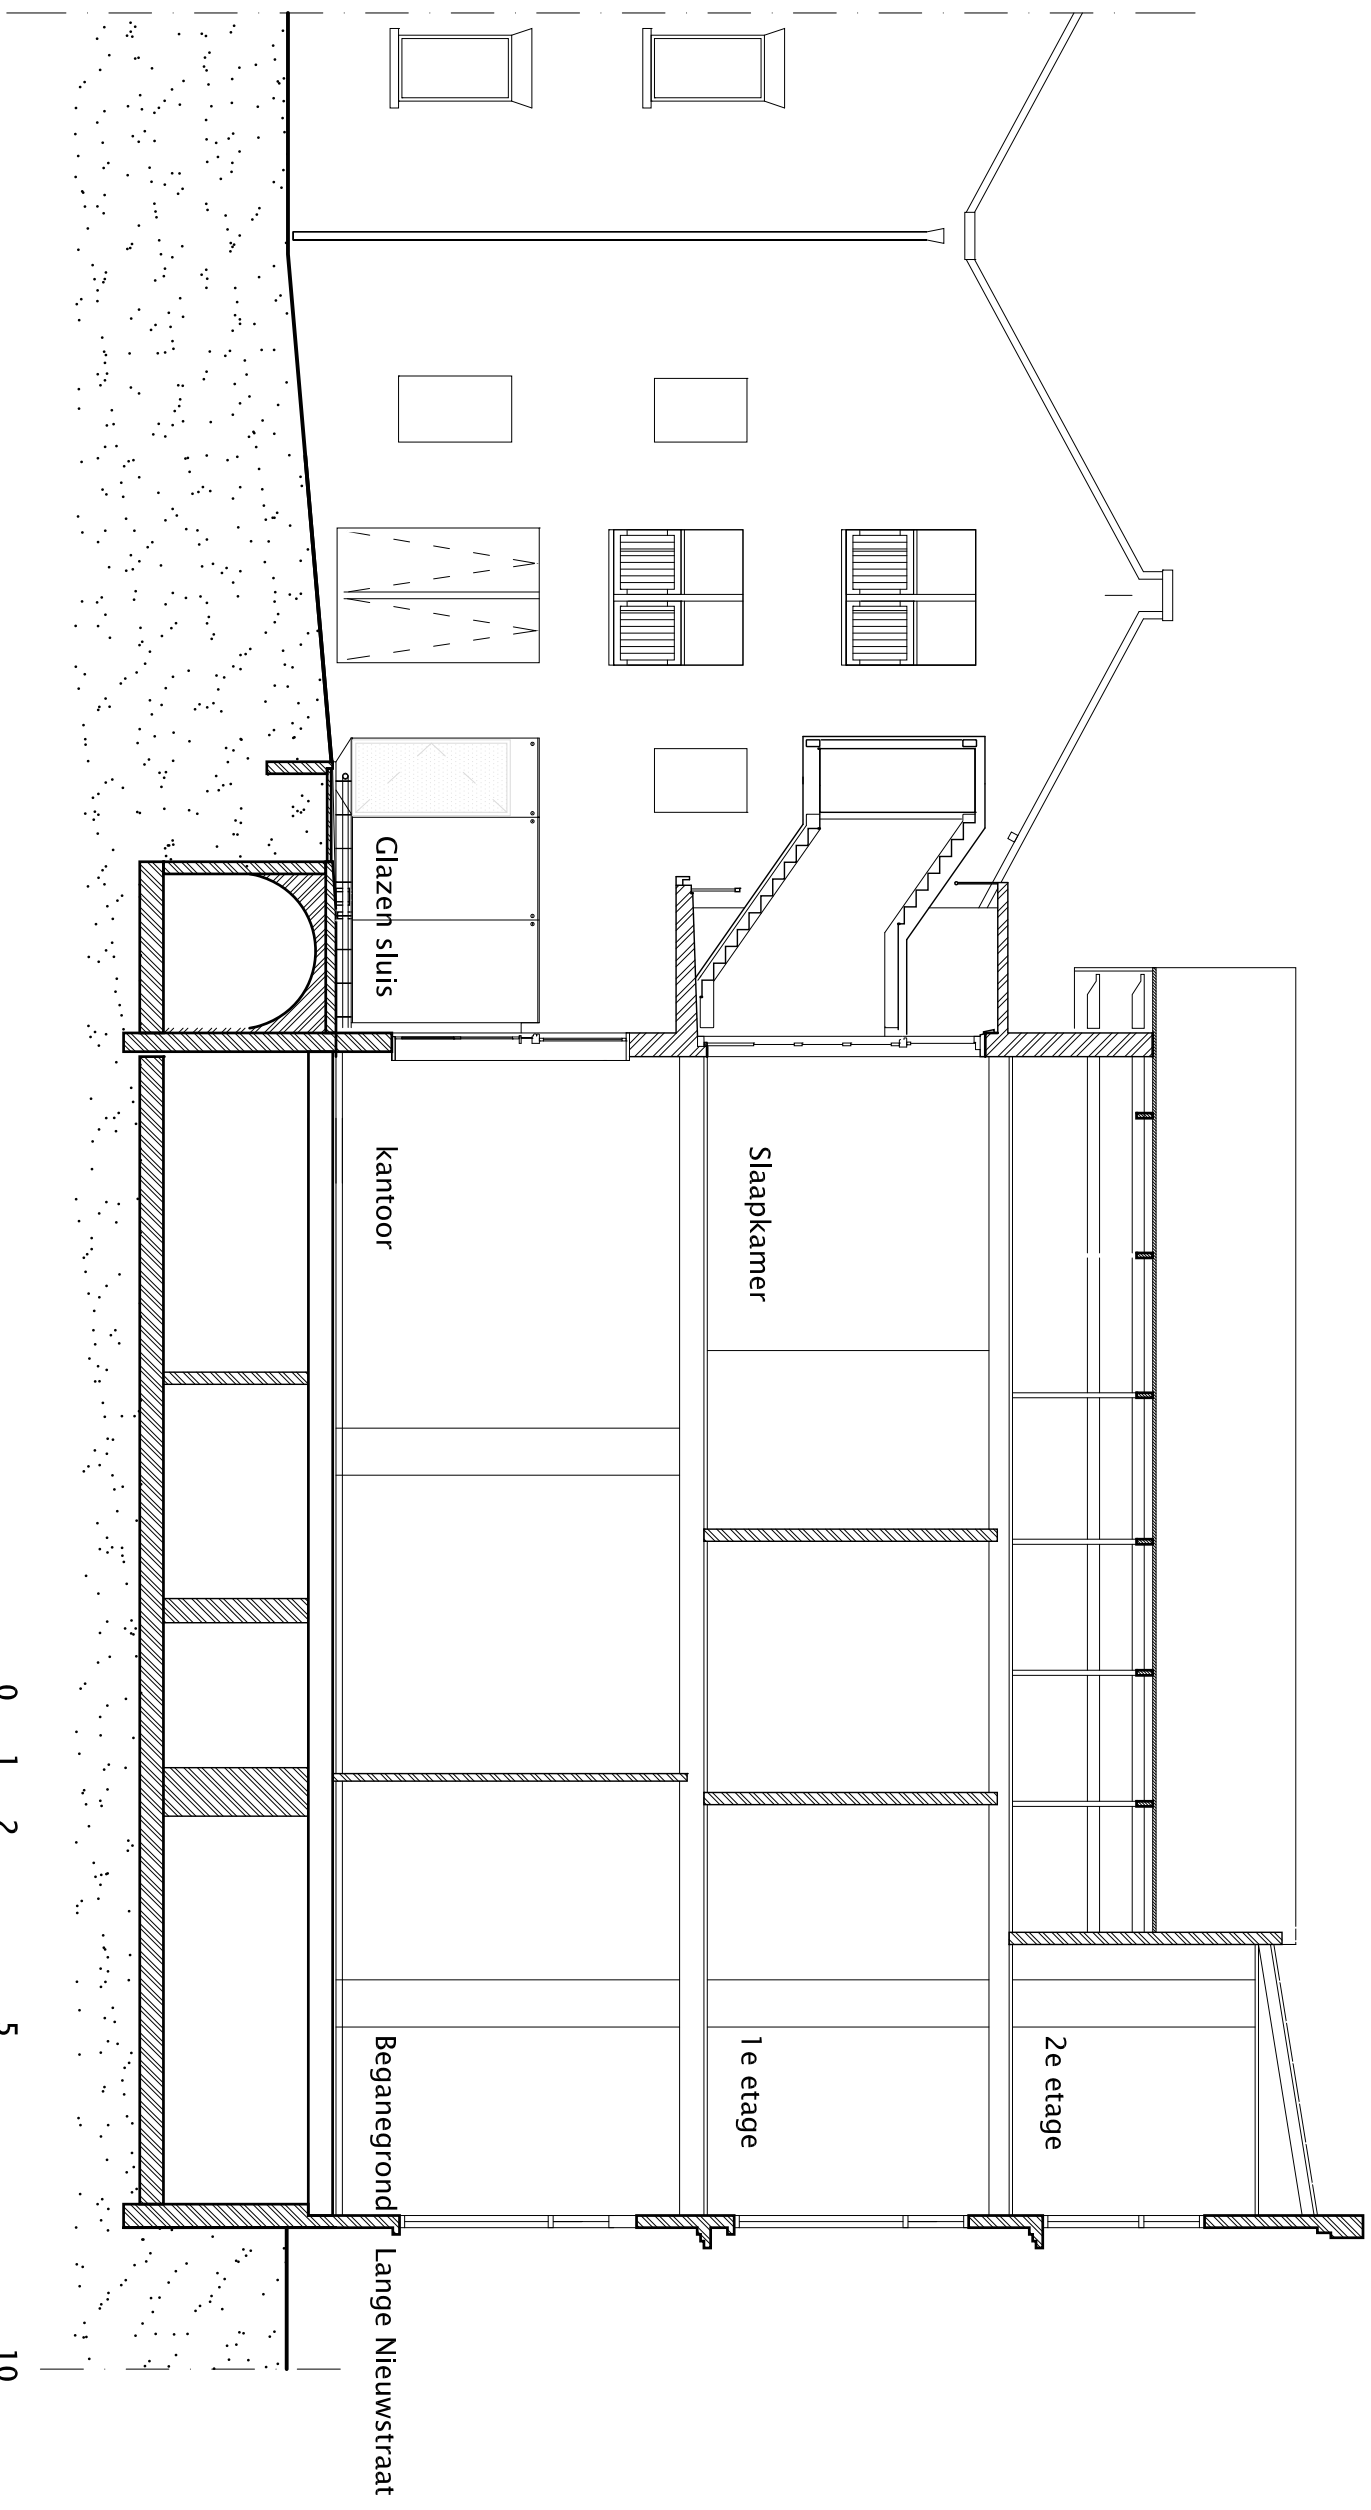 2e etage
Slaapkamer
1e etage
Glazen sluis
kantoor
Beganegrond
Lange Nieuwstraat
0 1 2 5 10